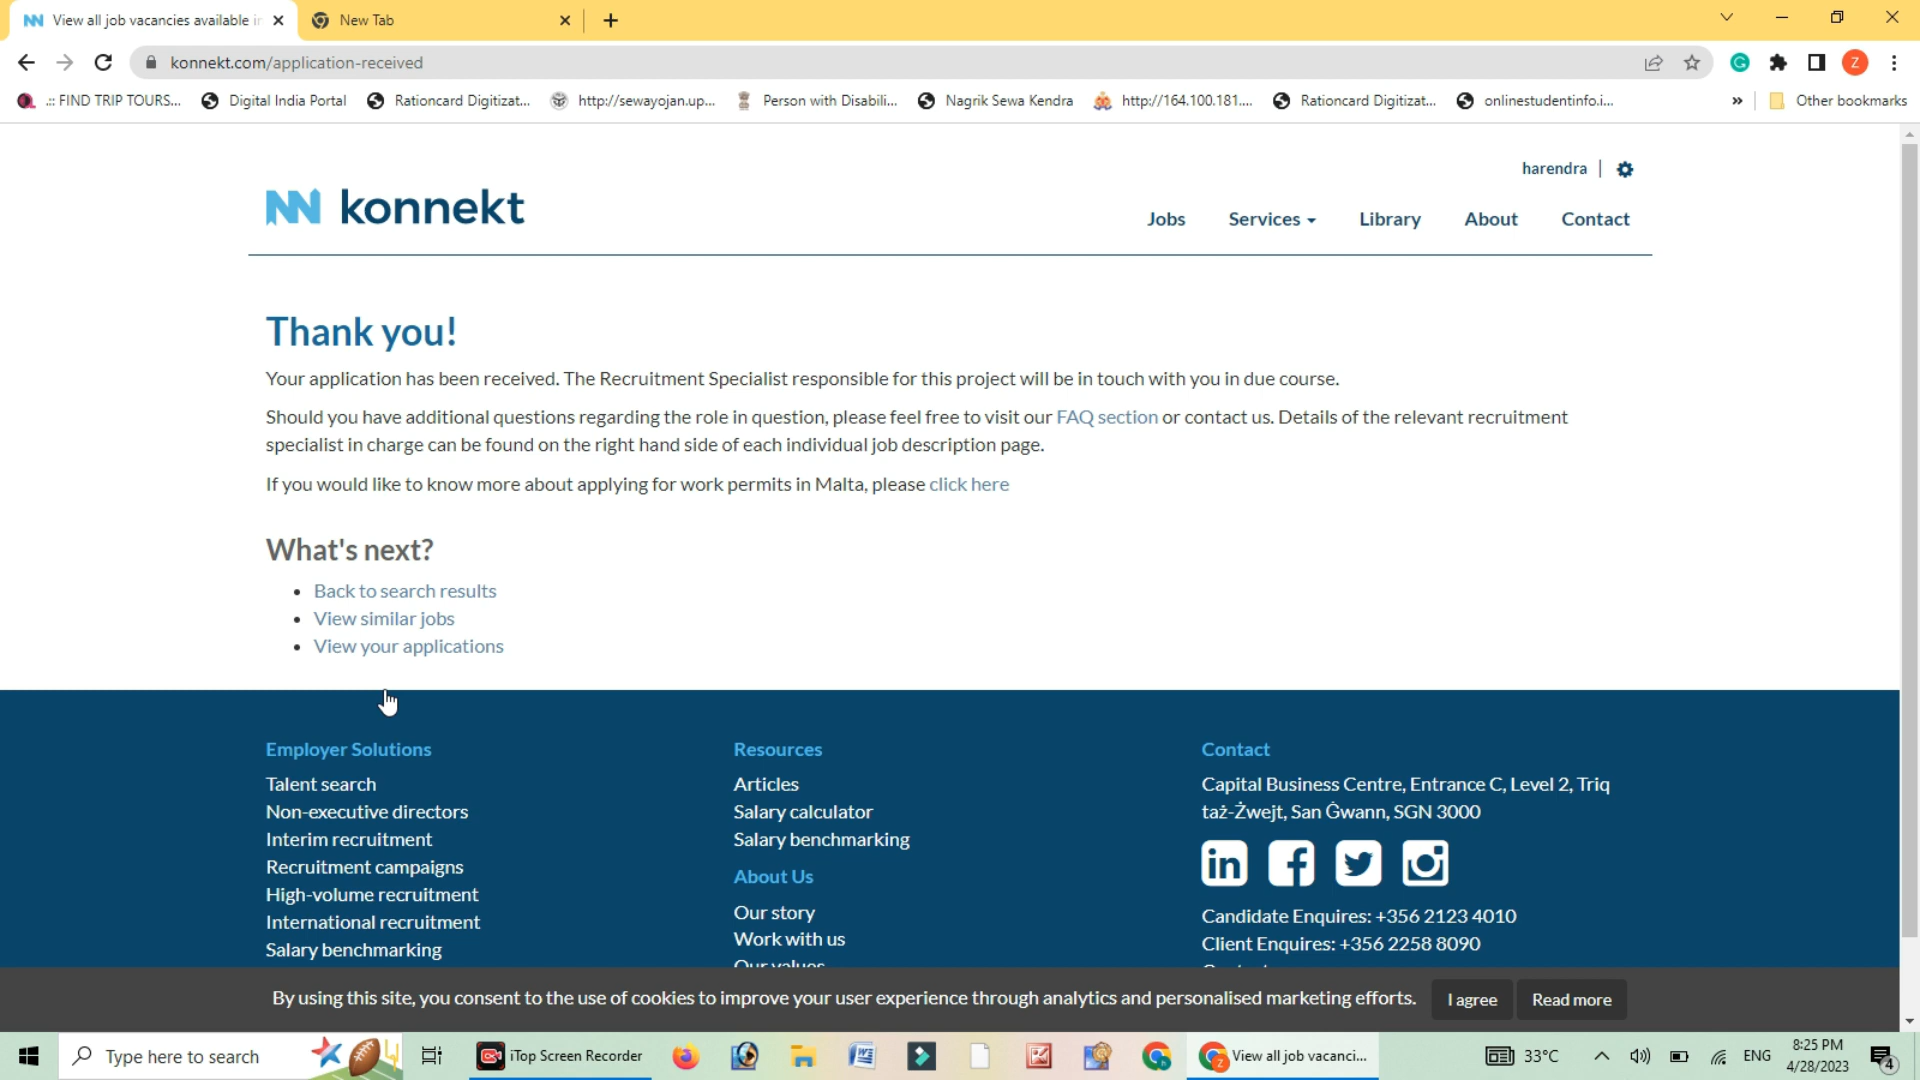 View all job vacancies available in
New Tab
konnekt.com/application-received
Z
.:: FIND TRIP TOURS...
Digital India Portal
Rationcard Digitizat...
http://sewayojan.up...
Person with Disabili...
Nagrik Sewa Kendra
http://164.100.181....
Rationcard Digitizat...
onlinestudentinfo.i...
»
Other bookmarks
harendra |
konnekt
Jobs
Services
Library
About
Contact
Thank you!
Your application has been received. The Recruitment Specialist responsible for this project will be in touch with you in due course.
Should you have additional questions regarding the role in question, please feel free to visit our FAQ section or contact us. Details of the relevant recruitment
specialist in charge can be found on the right hand side of each individual job description page.
If you would like to know more about applying for work permits in Malta, please click here
What's next?
• Back to search results
• View similar jobs
• View your applications
Employer Solutions
Talent search
Non-executive directors
Interim recruitment
Recruitment campaigns
High-volume recruitment
International recruitment
Salary benchmarking
Resources
Articles
Salary calculator
Salary benchmarking
About Us
Our story
Work with us
Our values
Contact
Capital Business Centre, Entrance C, Level 2, Triq
taż-Żwejt, San Ġwann, SGN 3000
Candidate Enquires: +356 2123 4010
Client Enquires: +356 2258 8090
By using this site, you consent to the use of cookies to improve your user experience through analytics and personalised marketing efforts.
I agree
Read more
Type here to search
iTop Screen Recorder
View all job vacanci...
33°C
ENG
8:25 PM
4/28/2023
4